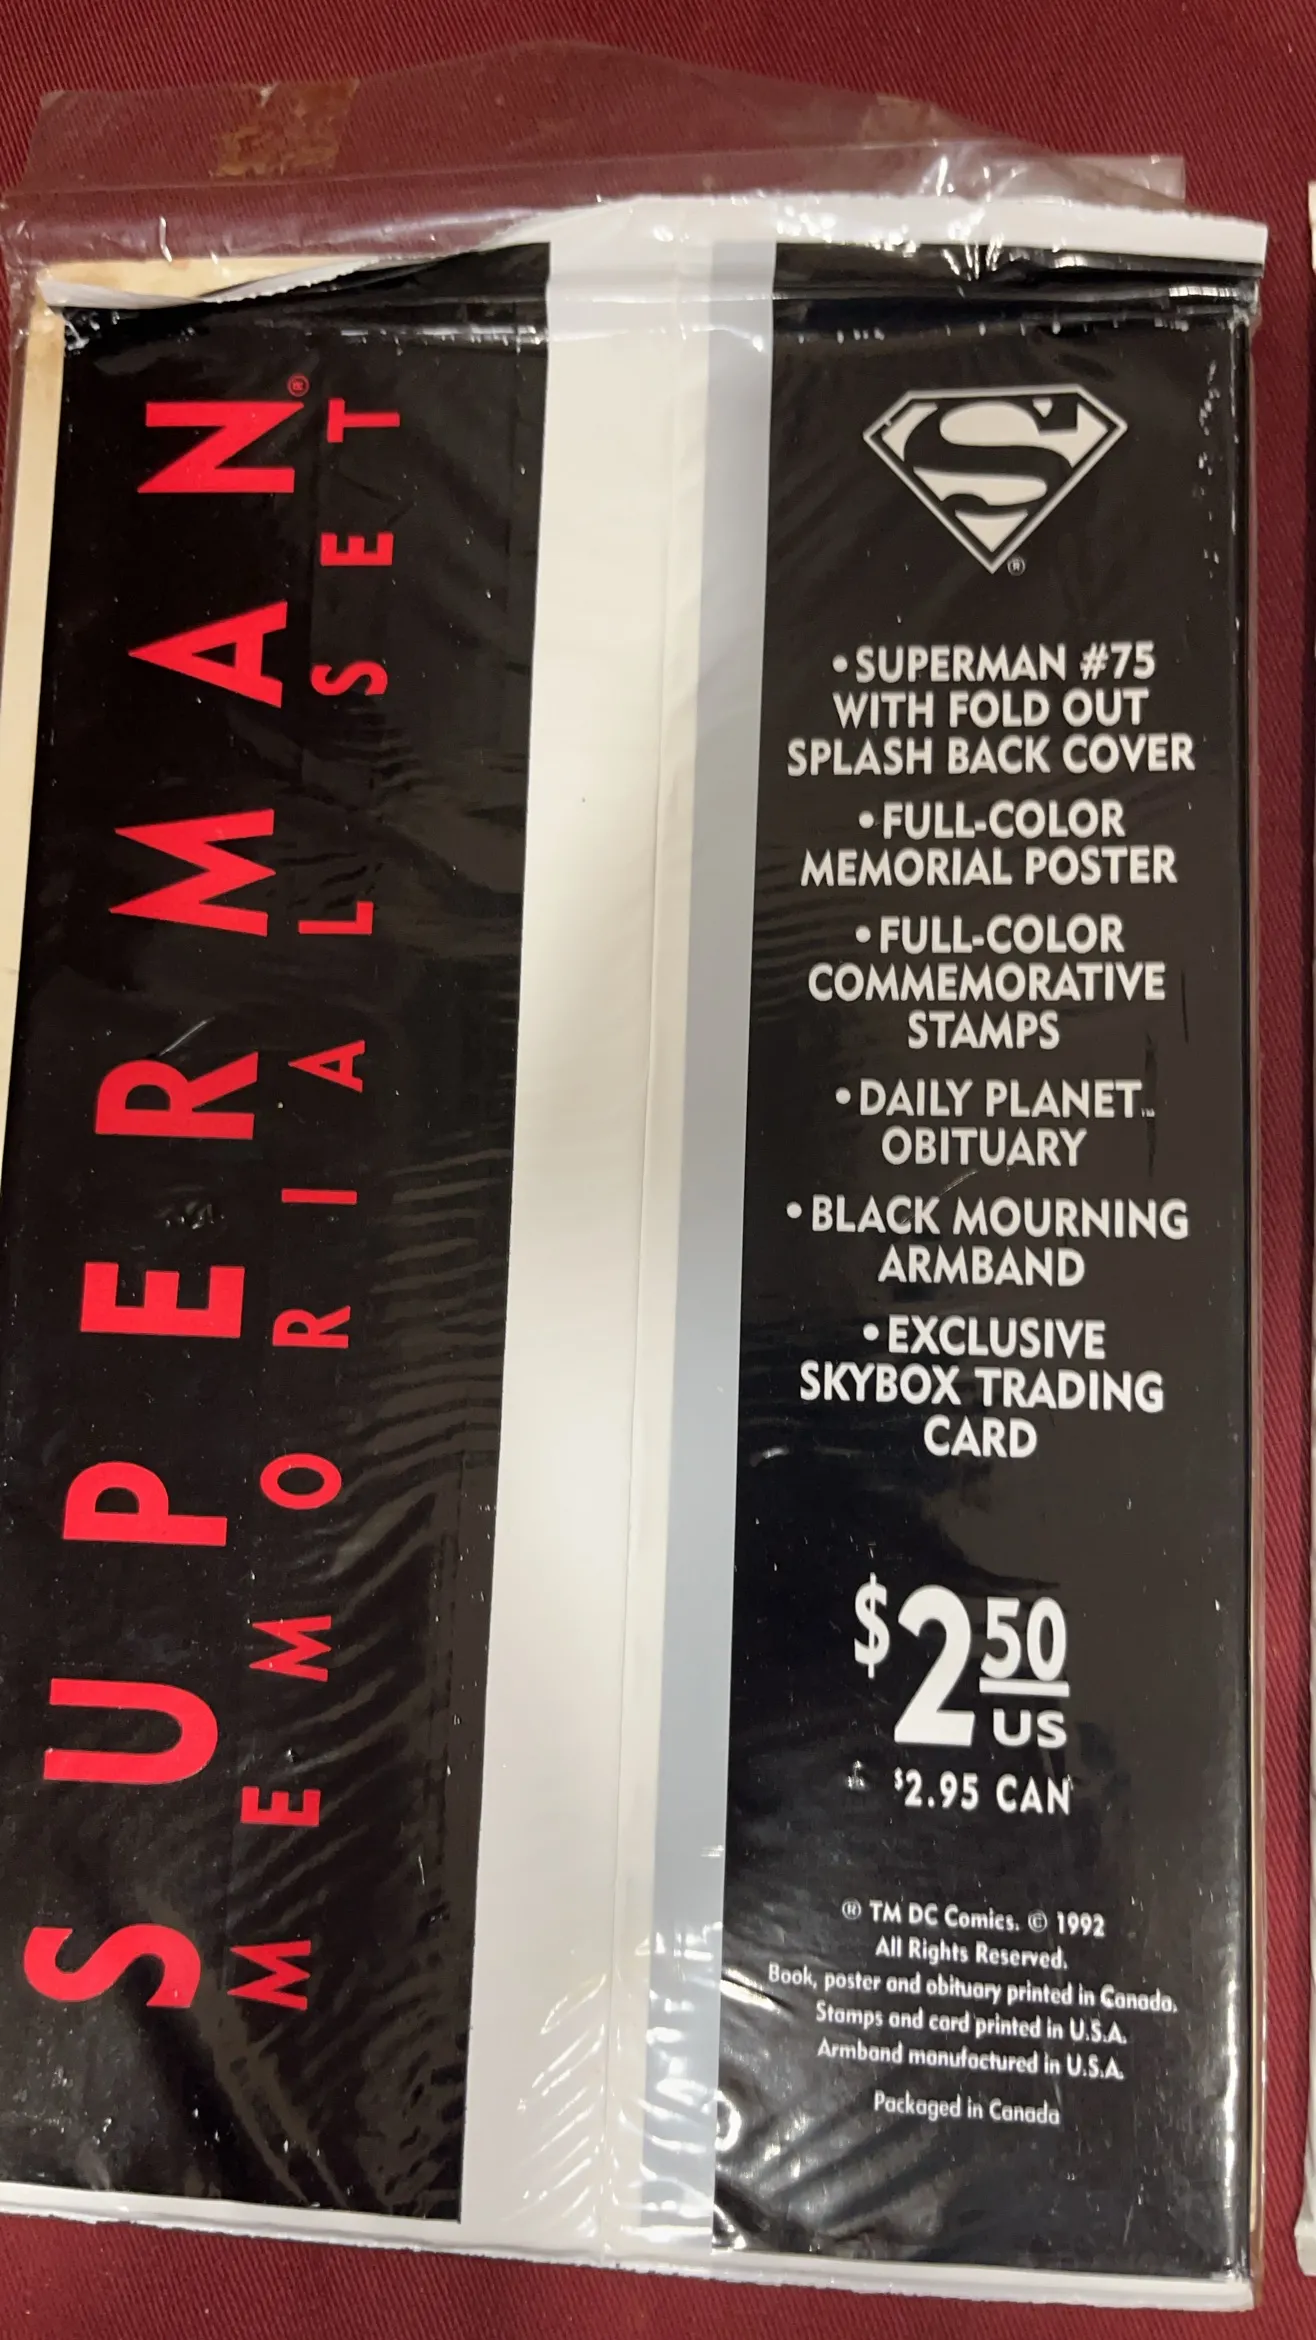 SUPERMAN®
MEMORIAL SET
S
®
• SUPERMAN #75
WITH FOLD OUT
SPLASH BACK COVER
• FULL-COLOR
MEMORIAL POSTER
• FULL-COLOR
COMMEMORATIVE
STAMPS
• DAILY PLANET™
OBITUARY
• BLACK MOURNING
ARMBAND
• EXCLUSIVE
SKYBOX TRADING
CARD
$2.50
US
$2.95 CAN
® TM DC Comics. © 1992
All Rights Reserved.
Book, poster and obituary printed in Canada.
Stamps and card printed in U.S.A.
Armband manufactured in U.S.A.
Packaged in Canada